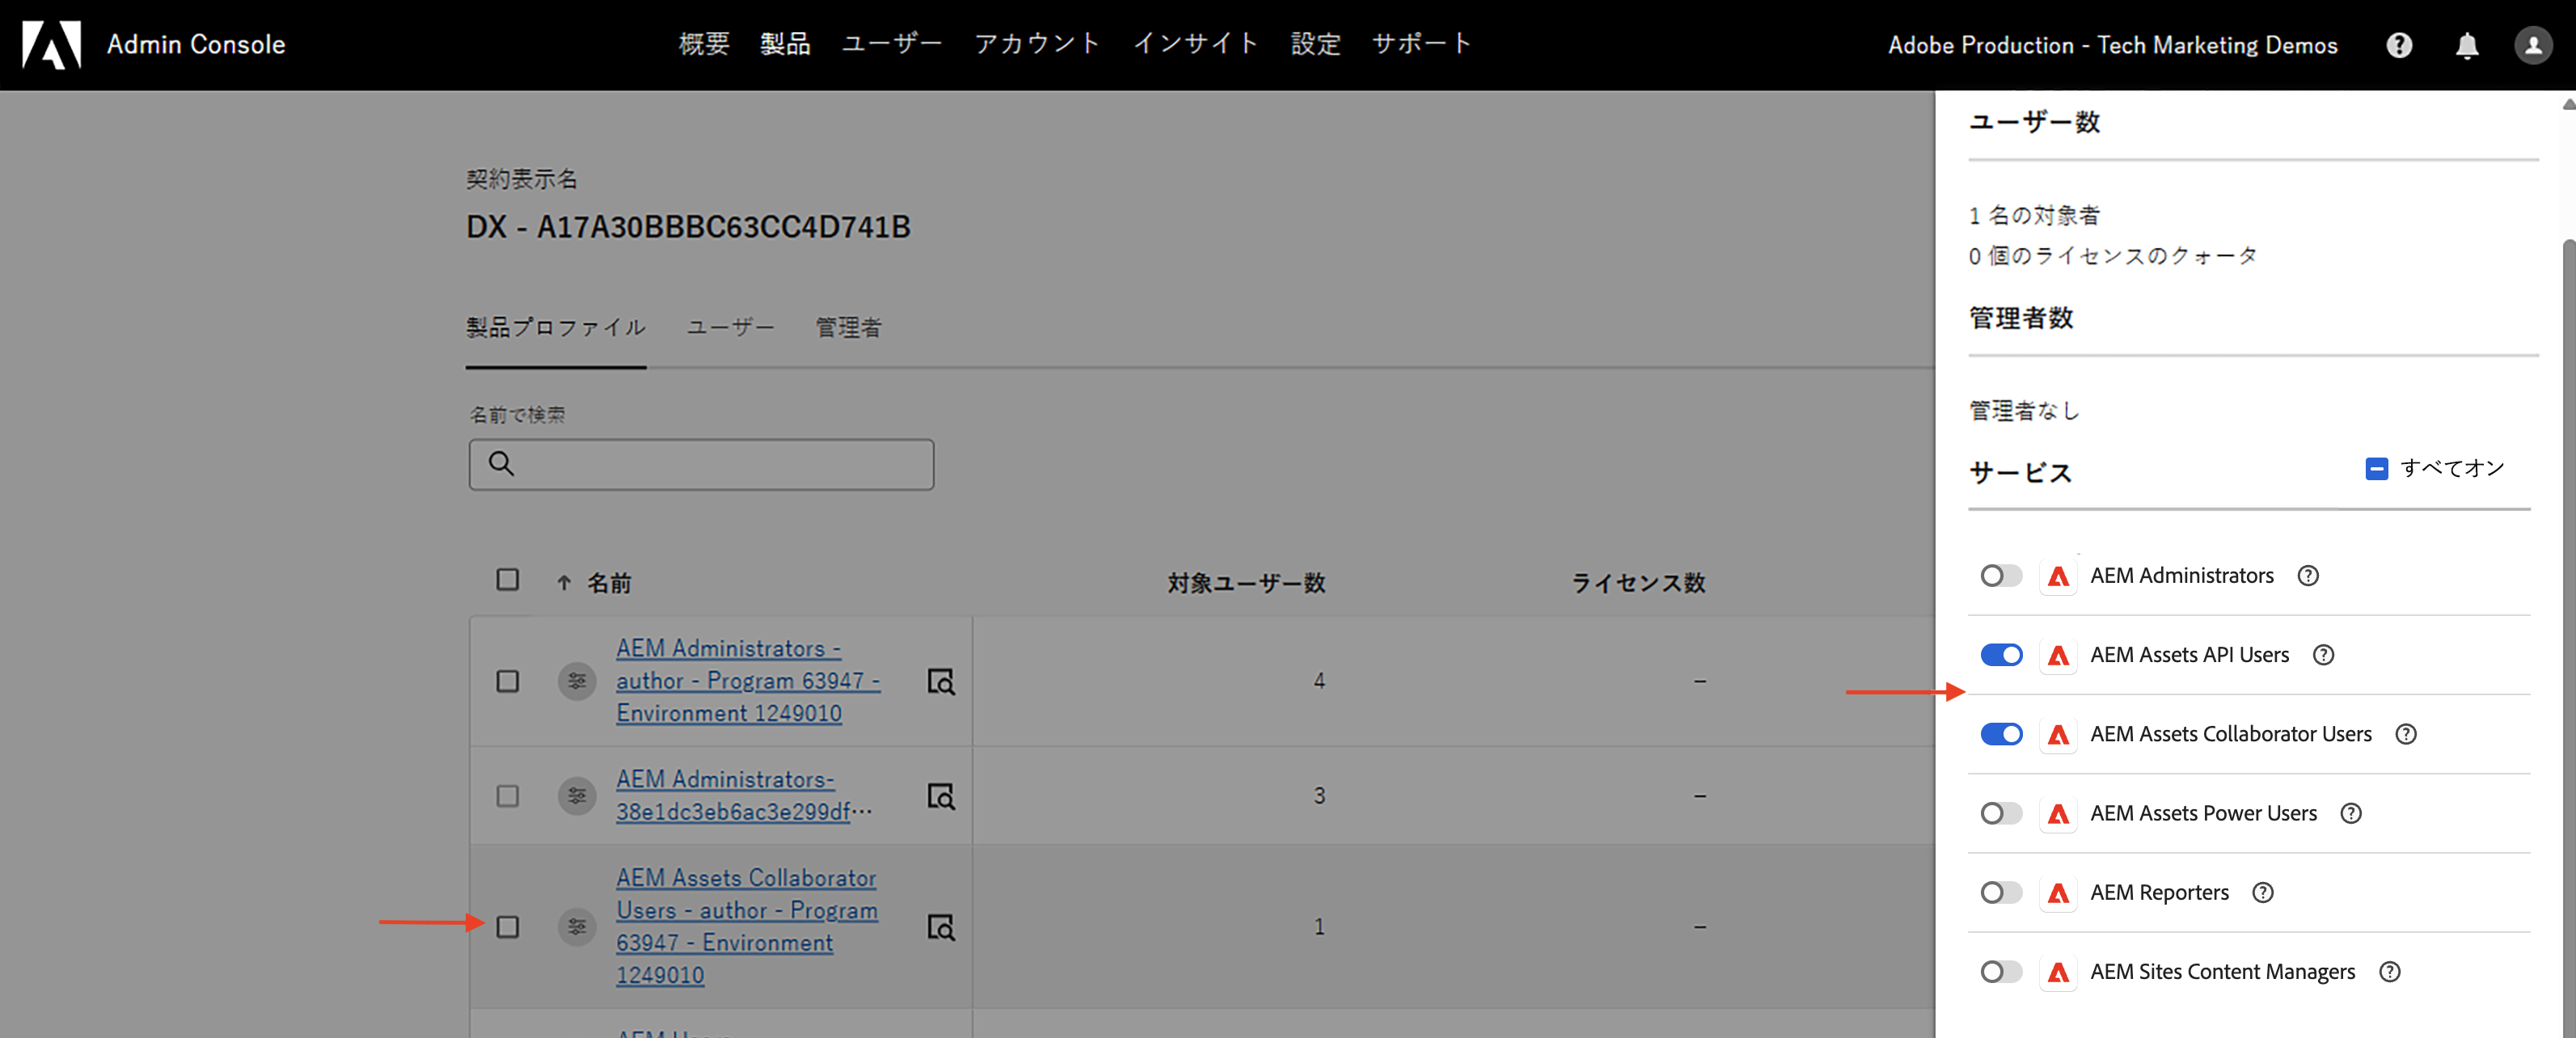 Admin Console
概要 製品 ユーザー アカウント インサイト 設定 サポート
Adobe Production - Tech Marketing Demos
契約表示名
DX - A17A30BBBC63CC4D741B
製品プロファイル ユーザー 管理者
名前で検索
名前 対象ユーザー数 ライセンス数
AEM Administrators -
author - Program 63947 -
Environment 1249010
4 –
AEM Administrators-
38e1dc3eb6ac3e299df…
3 –
AEM Assets Collaborator
Users - author - Program
63947 - Environment
1249010
1 –
AEM Users
ユーザー数
1 名の対象者
0 個のライセンスのクォータ
管理者数
管理者なし
サービス すべてオン
AEM Administrators
AEM Assets API Users
AEM Assets Collaborator Users
AEM Assets Power Users
AEM Reporters
AEM Sites Content Managers